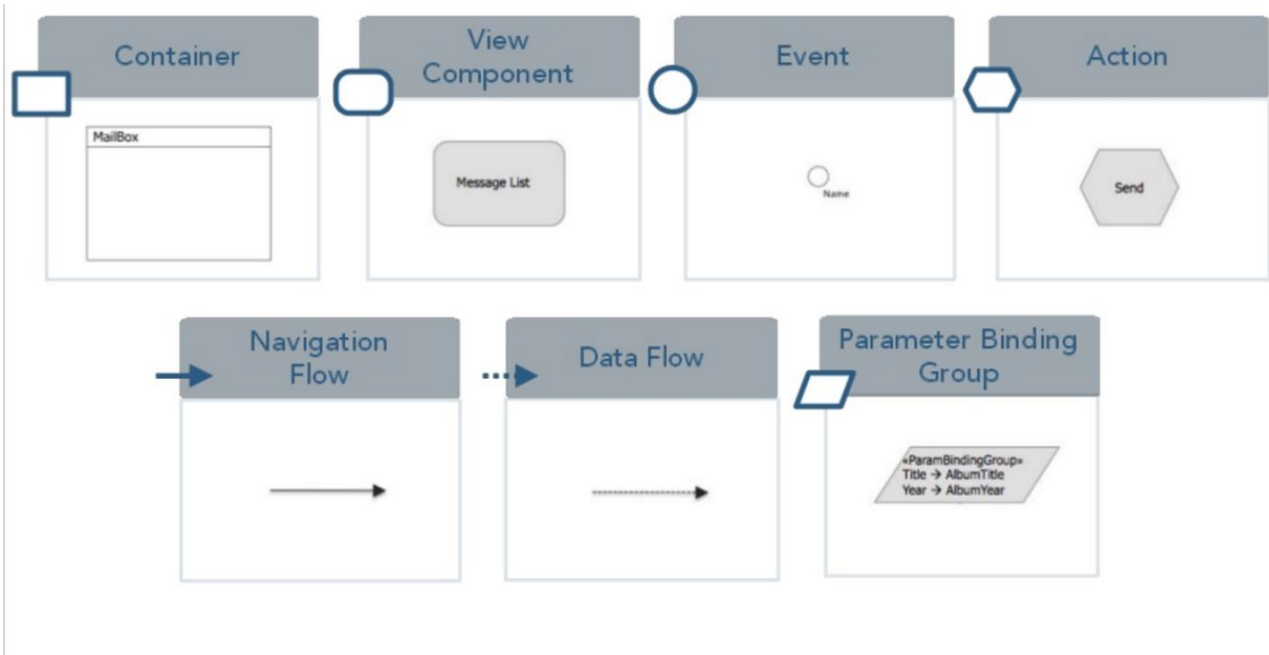 Container
MailBox
View
Component
Message List
Event
Name
Action
Send
Navigation
Flow
Data Flow
Parameter Binding
Group
«ParamBindingGroup»
Title → AlbumTitle
Year → AlbumYear